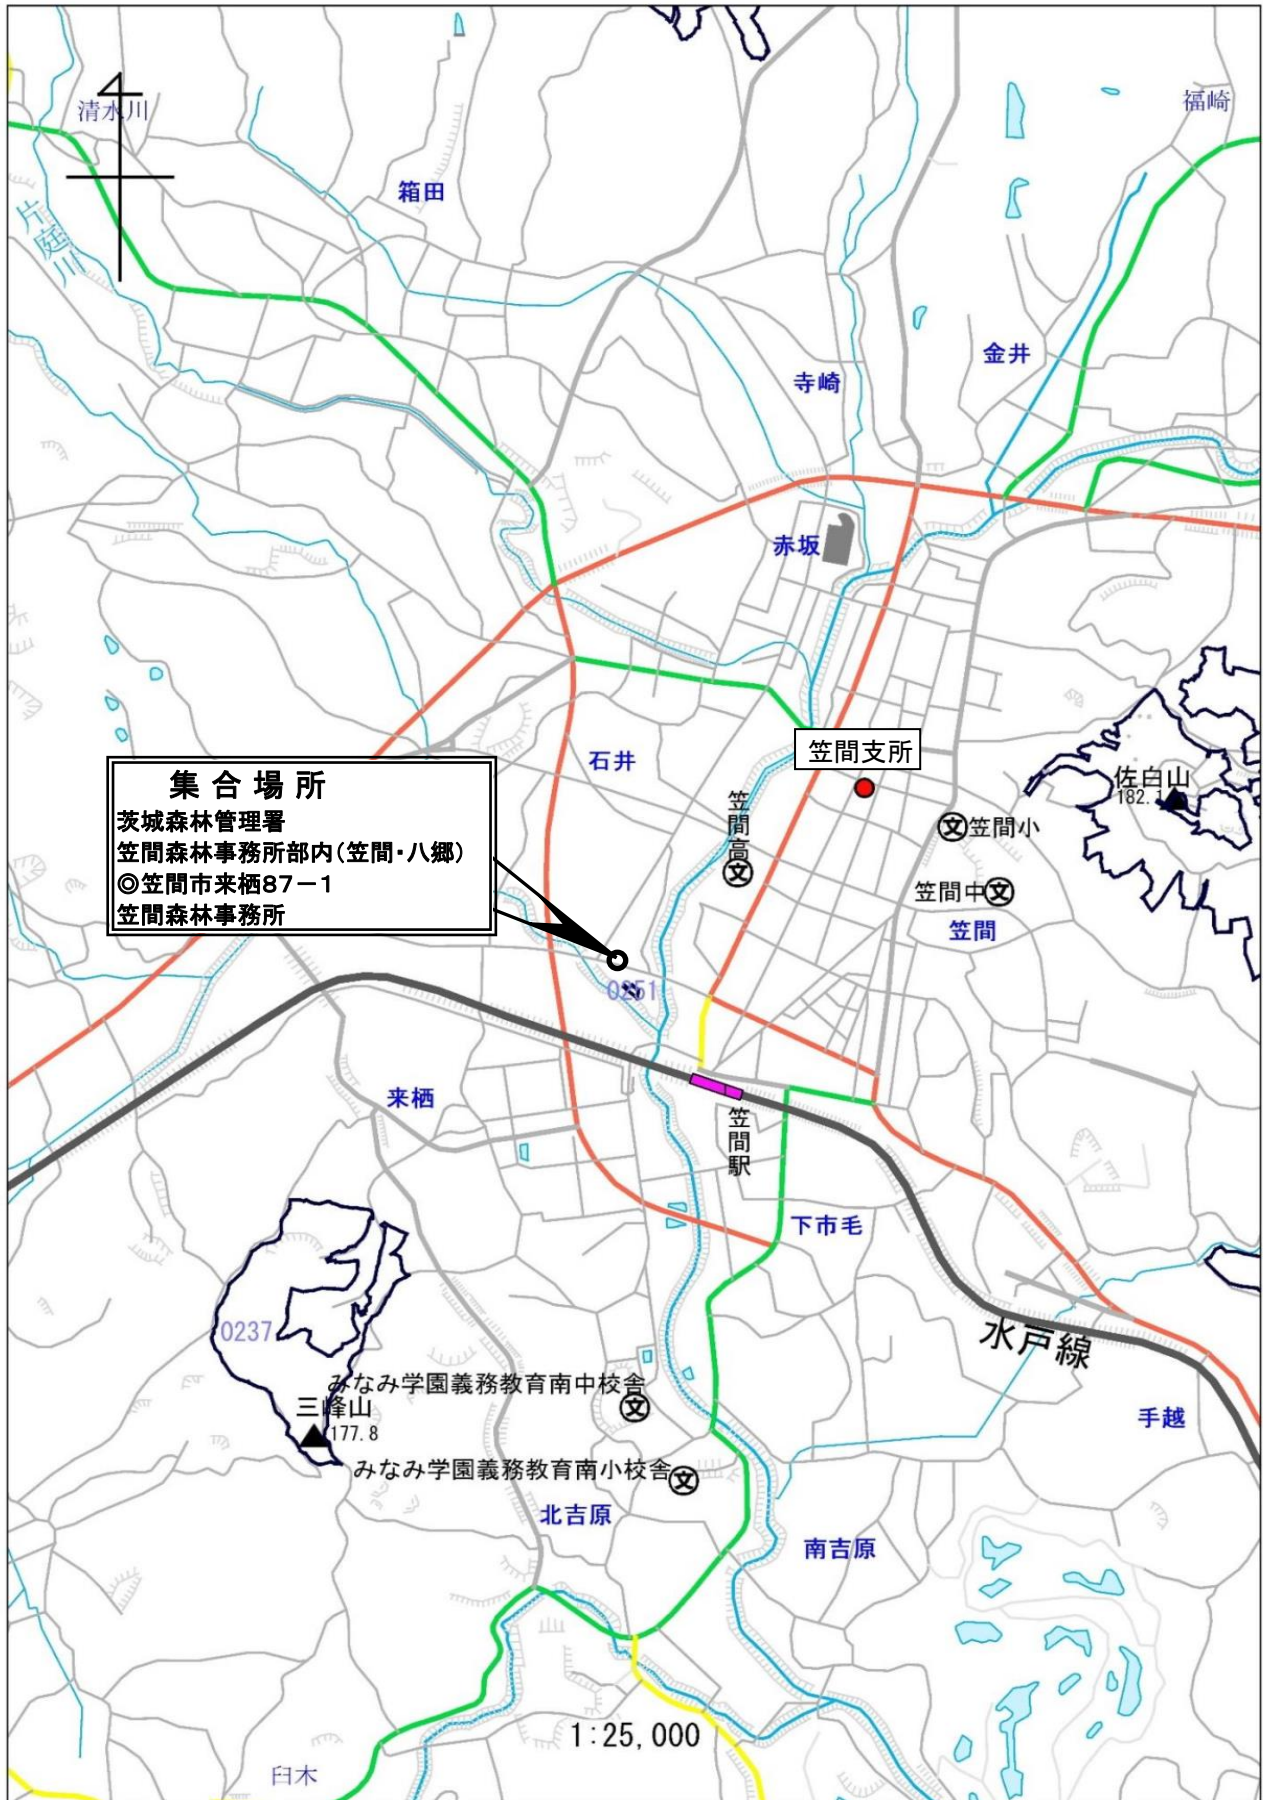 清水川
福崎
箱田
片庭川
金井
寺崎
赤坂
笠間支所
石井
佐白山
182.1
集合場所
茨城森林管理署
笠間森林事務所部内(笠間・八郷)
◎笠間市来栖87－1
笠間森林事務所
笠間高
文
文笠間小
笠間中文
笠間
0251
来栖
笠間駅
下市毛
0237
水戸線
みなみ学園義務教育南中校舎
文
三峰山
177.8
手越
みなみ学園義務教育南小校舎
文
北吉原
南吉原
1:25,000
臼木